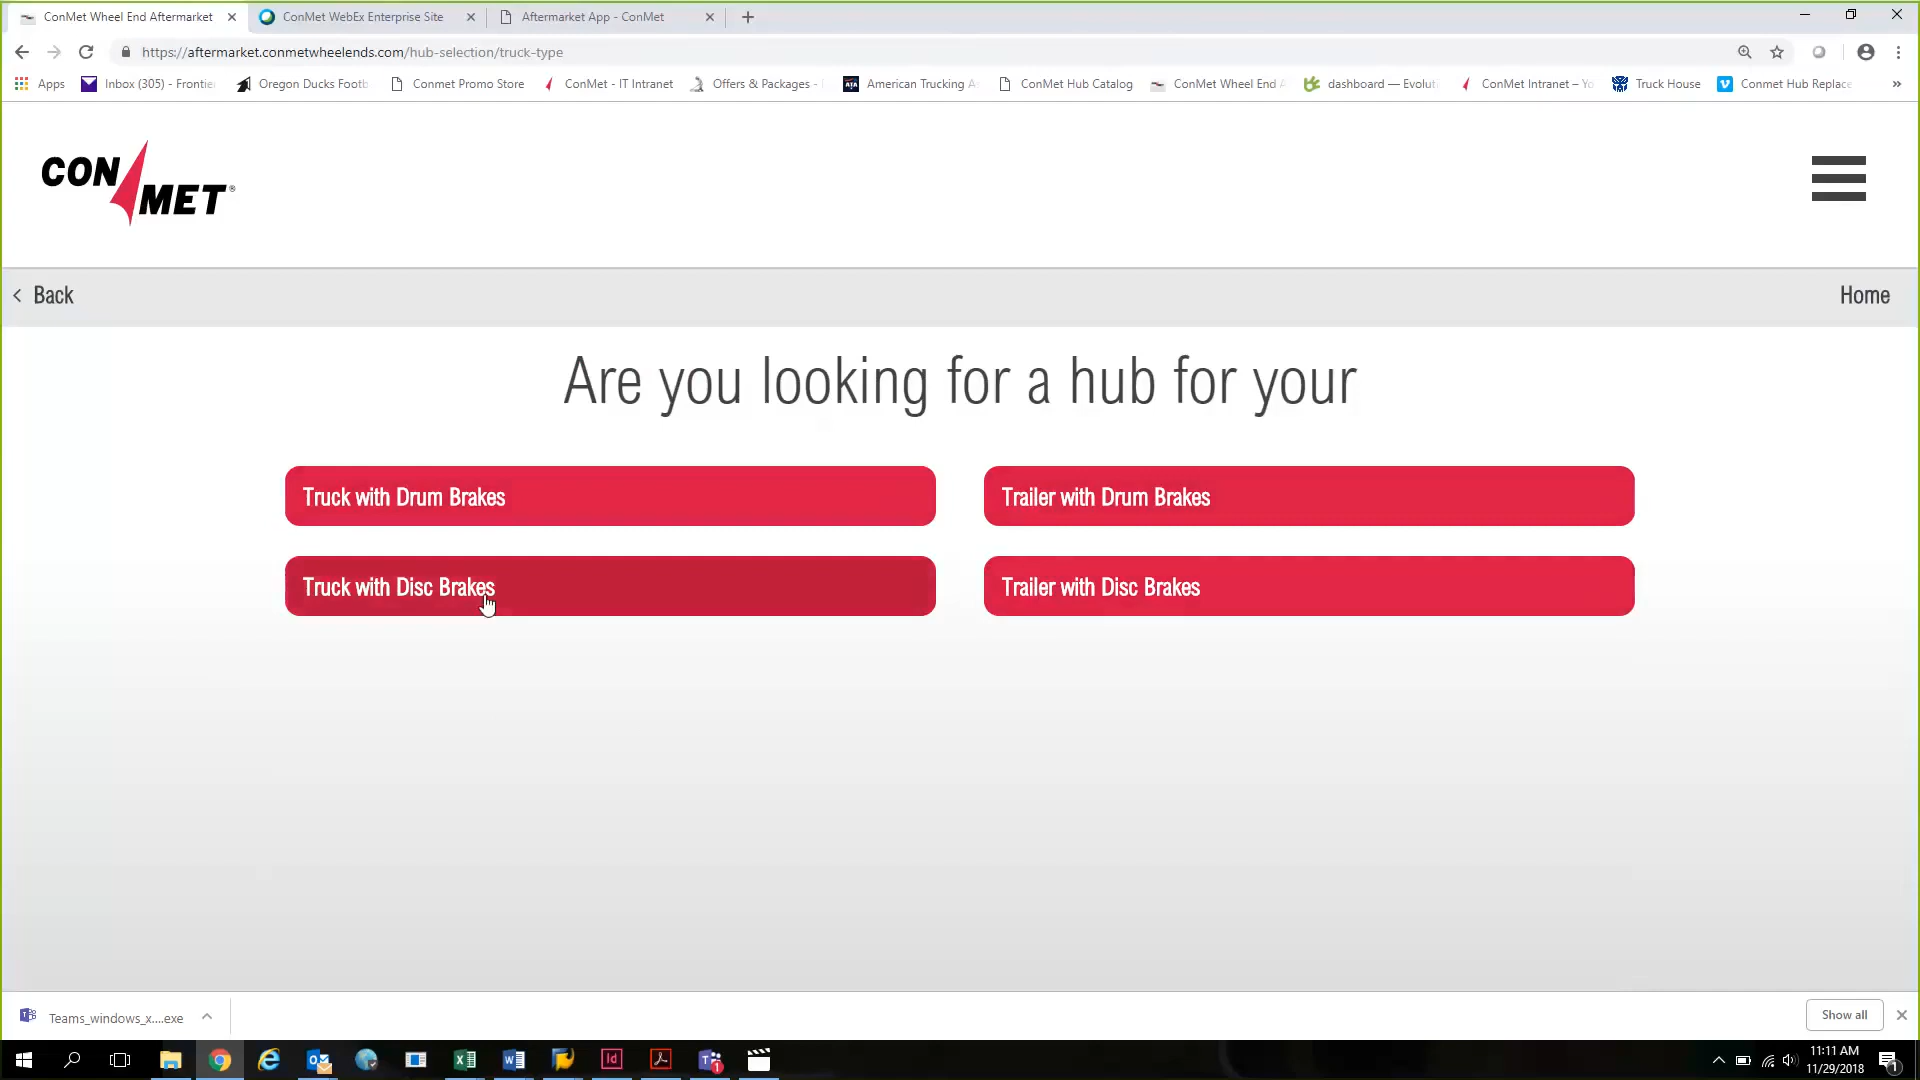 ConMet Wheel End Aftermarket
ConMet WebEx Enterprise Site
Aftermarket App - ConMet
https://aftermarket.conmetwheelends.com/hub-selection/truck-type
Apps
Inbox (305) - Frontie
Oregon Ducks Footb
Conmet Promo Store
ConMet - IT Intranet
Offers & Packages -
American Trucking A
ConMet Hub Catalog
ConMet Wheel End A
dashboard — Evolut
ConMet Intranet – Yo
Truck House
Conmet Hub Replace
»
CON MET®
< Back
Home
Are you looking for a hub for your
Truck with Drum Brakes
Trailer with Drum Brakes
Truck with Disc Brakes
Trailer with Disc Brakes
Teams_windows_x....exe
Show all
11:11 AM
11/29/2018